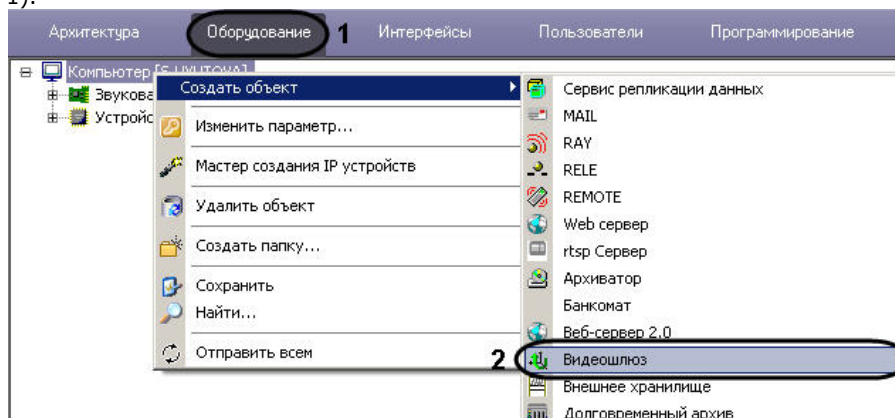 1).
Архитектура Оборудование 1 Интерфейсы Пользователи Программирование
Компьютер
Звукова
Устройс
Создать объект
Изменить параметр...
Мастер создания IP устройств
Удалить объект
Создать папку...
Сохранить
Найти...
Отправить всем
Сервис репликации данных
MAIL
RAY
RELE
REMOTE
Web сервер
rtsp Сервер
Архиватор
Банкомат
Веб-сервер 2.0
2 Видеошлюз
Внешнее хранилище
Долговременный архив